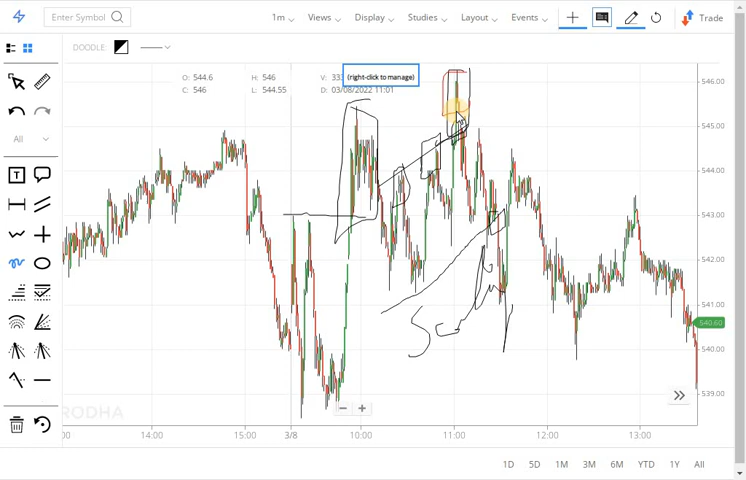 Enter Symbol
1m
Views
Display
Studies
Layout
Events
Trade
DOODLE:
O: 544.6
H: 546
V: 333
(right-click to manage)
C: 546
L: 544.55
D: 03/08/2022 11:01
All
T
546.00
545.00
544.00
543.00
542.00
541.00
540.60
540.00
539.00
RODHA
:00
14:00
15:00
3/8
10:00
11:00
12:00
13:00
1D
5D
1M
3M
6M
YTD
1Y
All